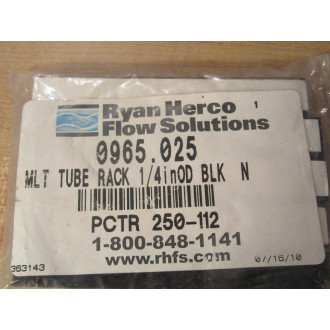 Ryan Herco 1
Flow Solutions
0965.025
MLT TUBE RACK 1/4inOD BLK N
PCTR 250-112
1-800-848-1141
www.rhfs.com
363143 07/16/10